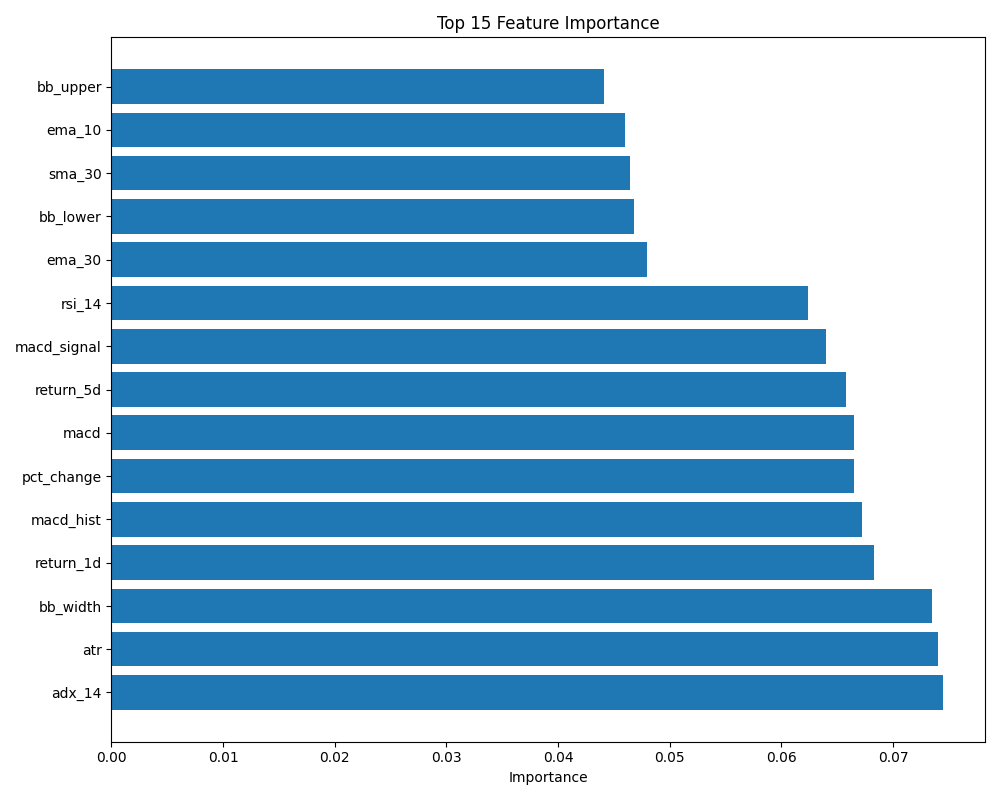 Top 15 Feature Importance
bb_upper
ema_10
sma_30
bb_lower
ema_30
rsi_14
macd_signal
return_5d
macd
pct_change
macd_hist
return_1d
bb_width
atr
adx_14
0.00 0.01 0.02 0.03 0.04 0.05 0.06 0.07
Importance